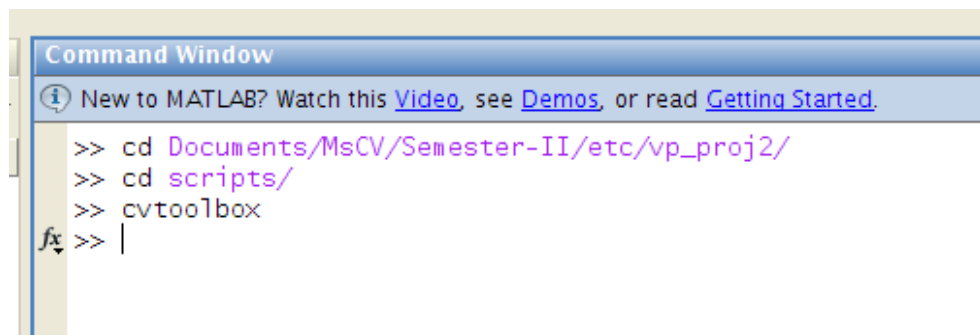 Command Window
New to MATLAB? Watch this Video, see Demos, or read Getting Started.
>> cd Documents/MsCV/Semester-II/etc/vp_proj2/
>> cd scripts/
>> cvtoolbox
fx >>